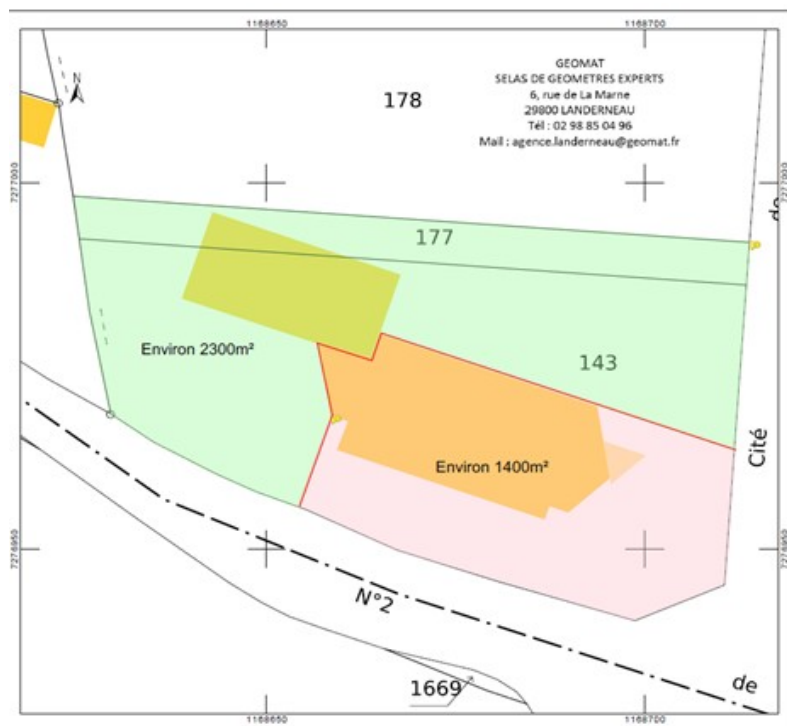 1168650
1168700
GEOMAT
SELAS DE GEOMETRES EXPERTS
6, rue de La Marne
29800 LANDERNEAU
Tél : 02 98 85 04 96
Mail : agence.landerneau@geomat.fr
N
178
7277000
7277000
de
177
Environ 2300m²
143
Cité
Environ 1400m²
7276950
7276950
N°2
de
1669
1168650
1168700